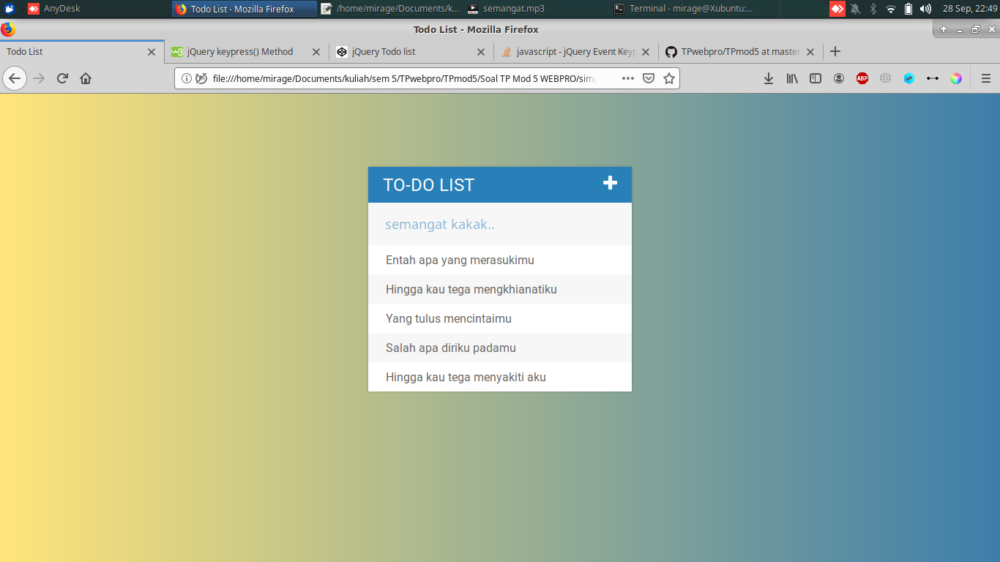 AnyDesk
Todo List - Mozilla Firefox
/home/mirage/Documents/k...
semangat.mp3
Terminal - mirage@Xubuntu:...
28 Sep, 22:49
Todo List - Mozilla Firefox
Todo List
jQuery keypress() Method
jQuery Todo list
javascript - jQuery Event Keyp
TPwebpro/TPmod5 at master
file:///home/mirage/Documents/kuliah/sem 5/TPwebpro/TPmod5/Soal TP Mod 5 WEBPRO/simp
ABP
TO-DO LIST
semangat kakak..
Entah apa yang merasukimu
Hingga kau tega mengkhianatiku
Yang tulus mencintaimu
Salah apa diriku padamu
Hingga kau tega menyakiti aku